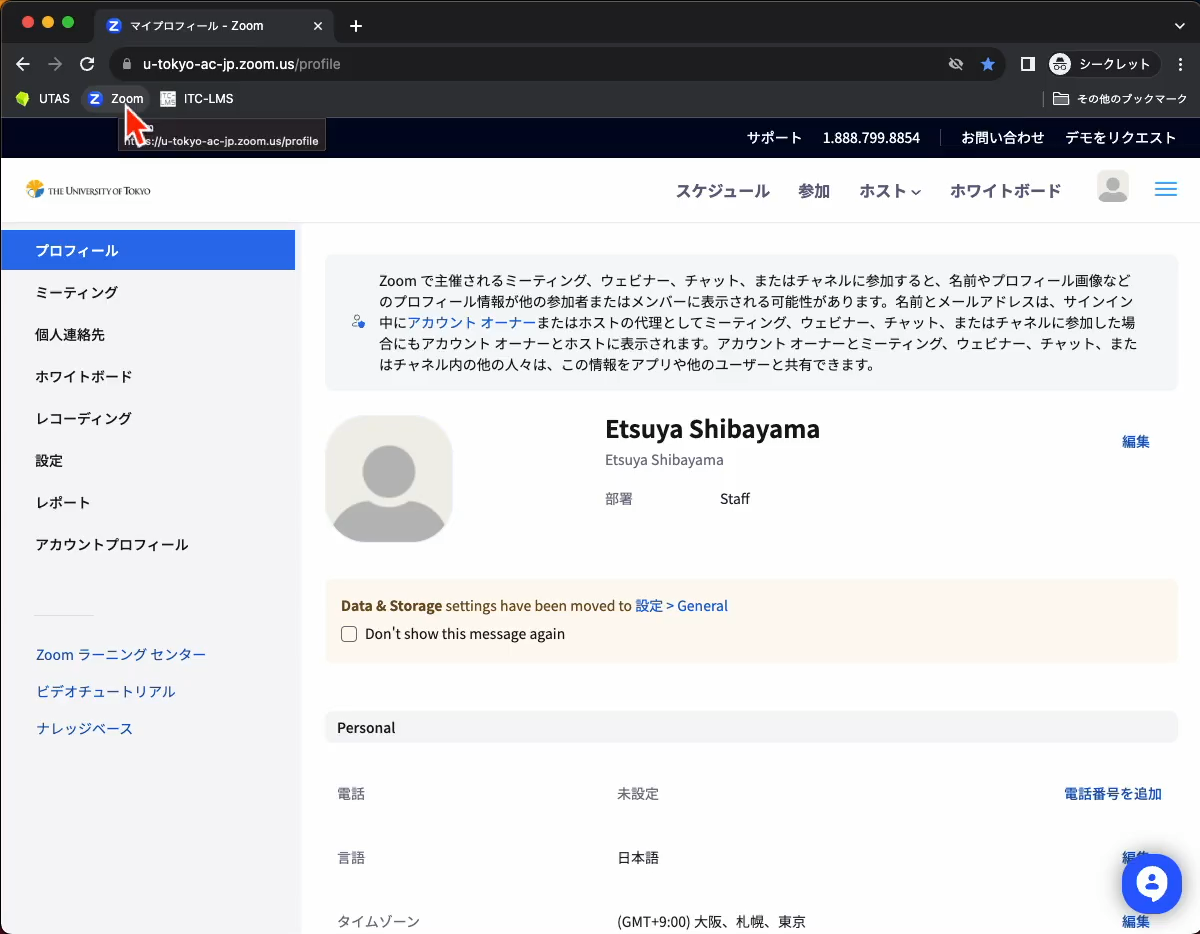 マイプロフィール - Zoom
u-tokyo-ac-jp.zoom.us/profile
シークレット
UTAS
Zoom
ITC-LMS
その他のブックマーク
s://u-tokyo-ac-jp.zoom.us/profile
サポート
1.888.799.8854
お問い合わせ
デモをリクエスト
THE UNIVERSITY OF TOKYO
スケジュール
参加
ホスト
ホワイトボード
プロフィール
ミーティング
個人連絡先
ホワイトボード
レコーディング
設定
レポート
アカウントプロフィール
Zoom ラーニング センター
ビデオチュートリアル
ナレッジベース
Zoom で主催されるミーティング、ウェビナー、チャット、またはチャネルに参加すると、名前やプロフィール画像など
のプロフィール情報が他の参加者またはメンバーに表示される可能性があります。名前とメールアドレスは、サインイン
中にアカウント オーナーまたはホストの代理としてミーティング、ウェビナー、チャット、またはチャネルに参加した場
合にもアカウント オーナーとホストに表示されます。アカウント オーナーとミーティング、ウェビナー、チャット、また
はチャネル内の他の人々は、この情報をアプリや他のユーザーと共有できます。
Etsuya Shibayama
編集
Etsuya Shibayama
部署
Staff
Data & Storage settings have been moved to 設定 > General
Don't show this message again
Personal
電話
未設定
電話番号を追加
言語
日本語
編集
タイムゾーン
(GMT+9:00) 大阪、札幌、東京
編集